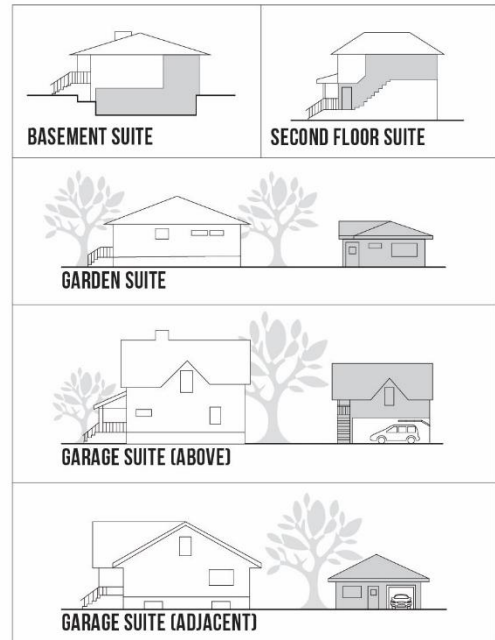 BASEMENT SUITE
SECOND FLOOR SUITE
GARDEN SUITE
GARAGE SUITE (ABOVE)
GARAGE SUITE (ADJACENT)